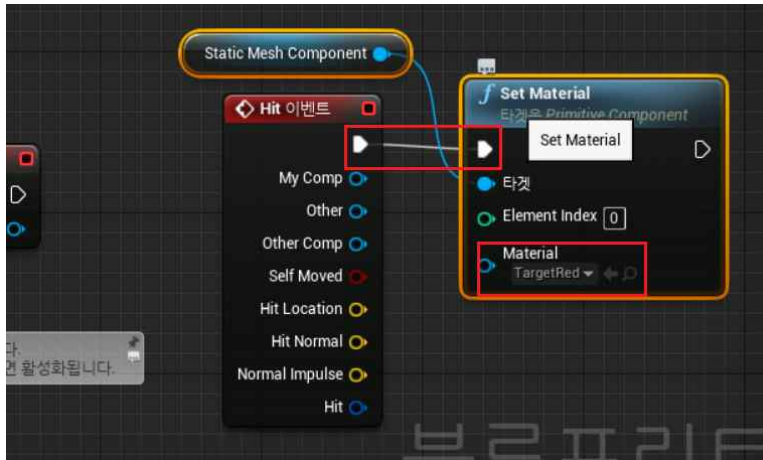 Static Mesh Component
Hit 이벤트
My Comp
Other
Other Comp
Self Moved
Hit Location
Hit Normal
Normal Impulse
Hit
Set Material
타겟은 Primitive Component
Set Material
타겟
Element Index 0
Material
TargetRed
다.
면 활성화됩니다.
블루프린트